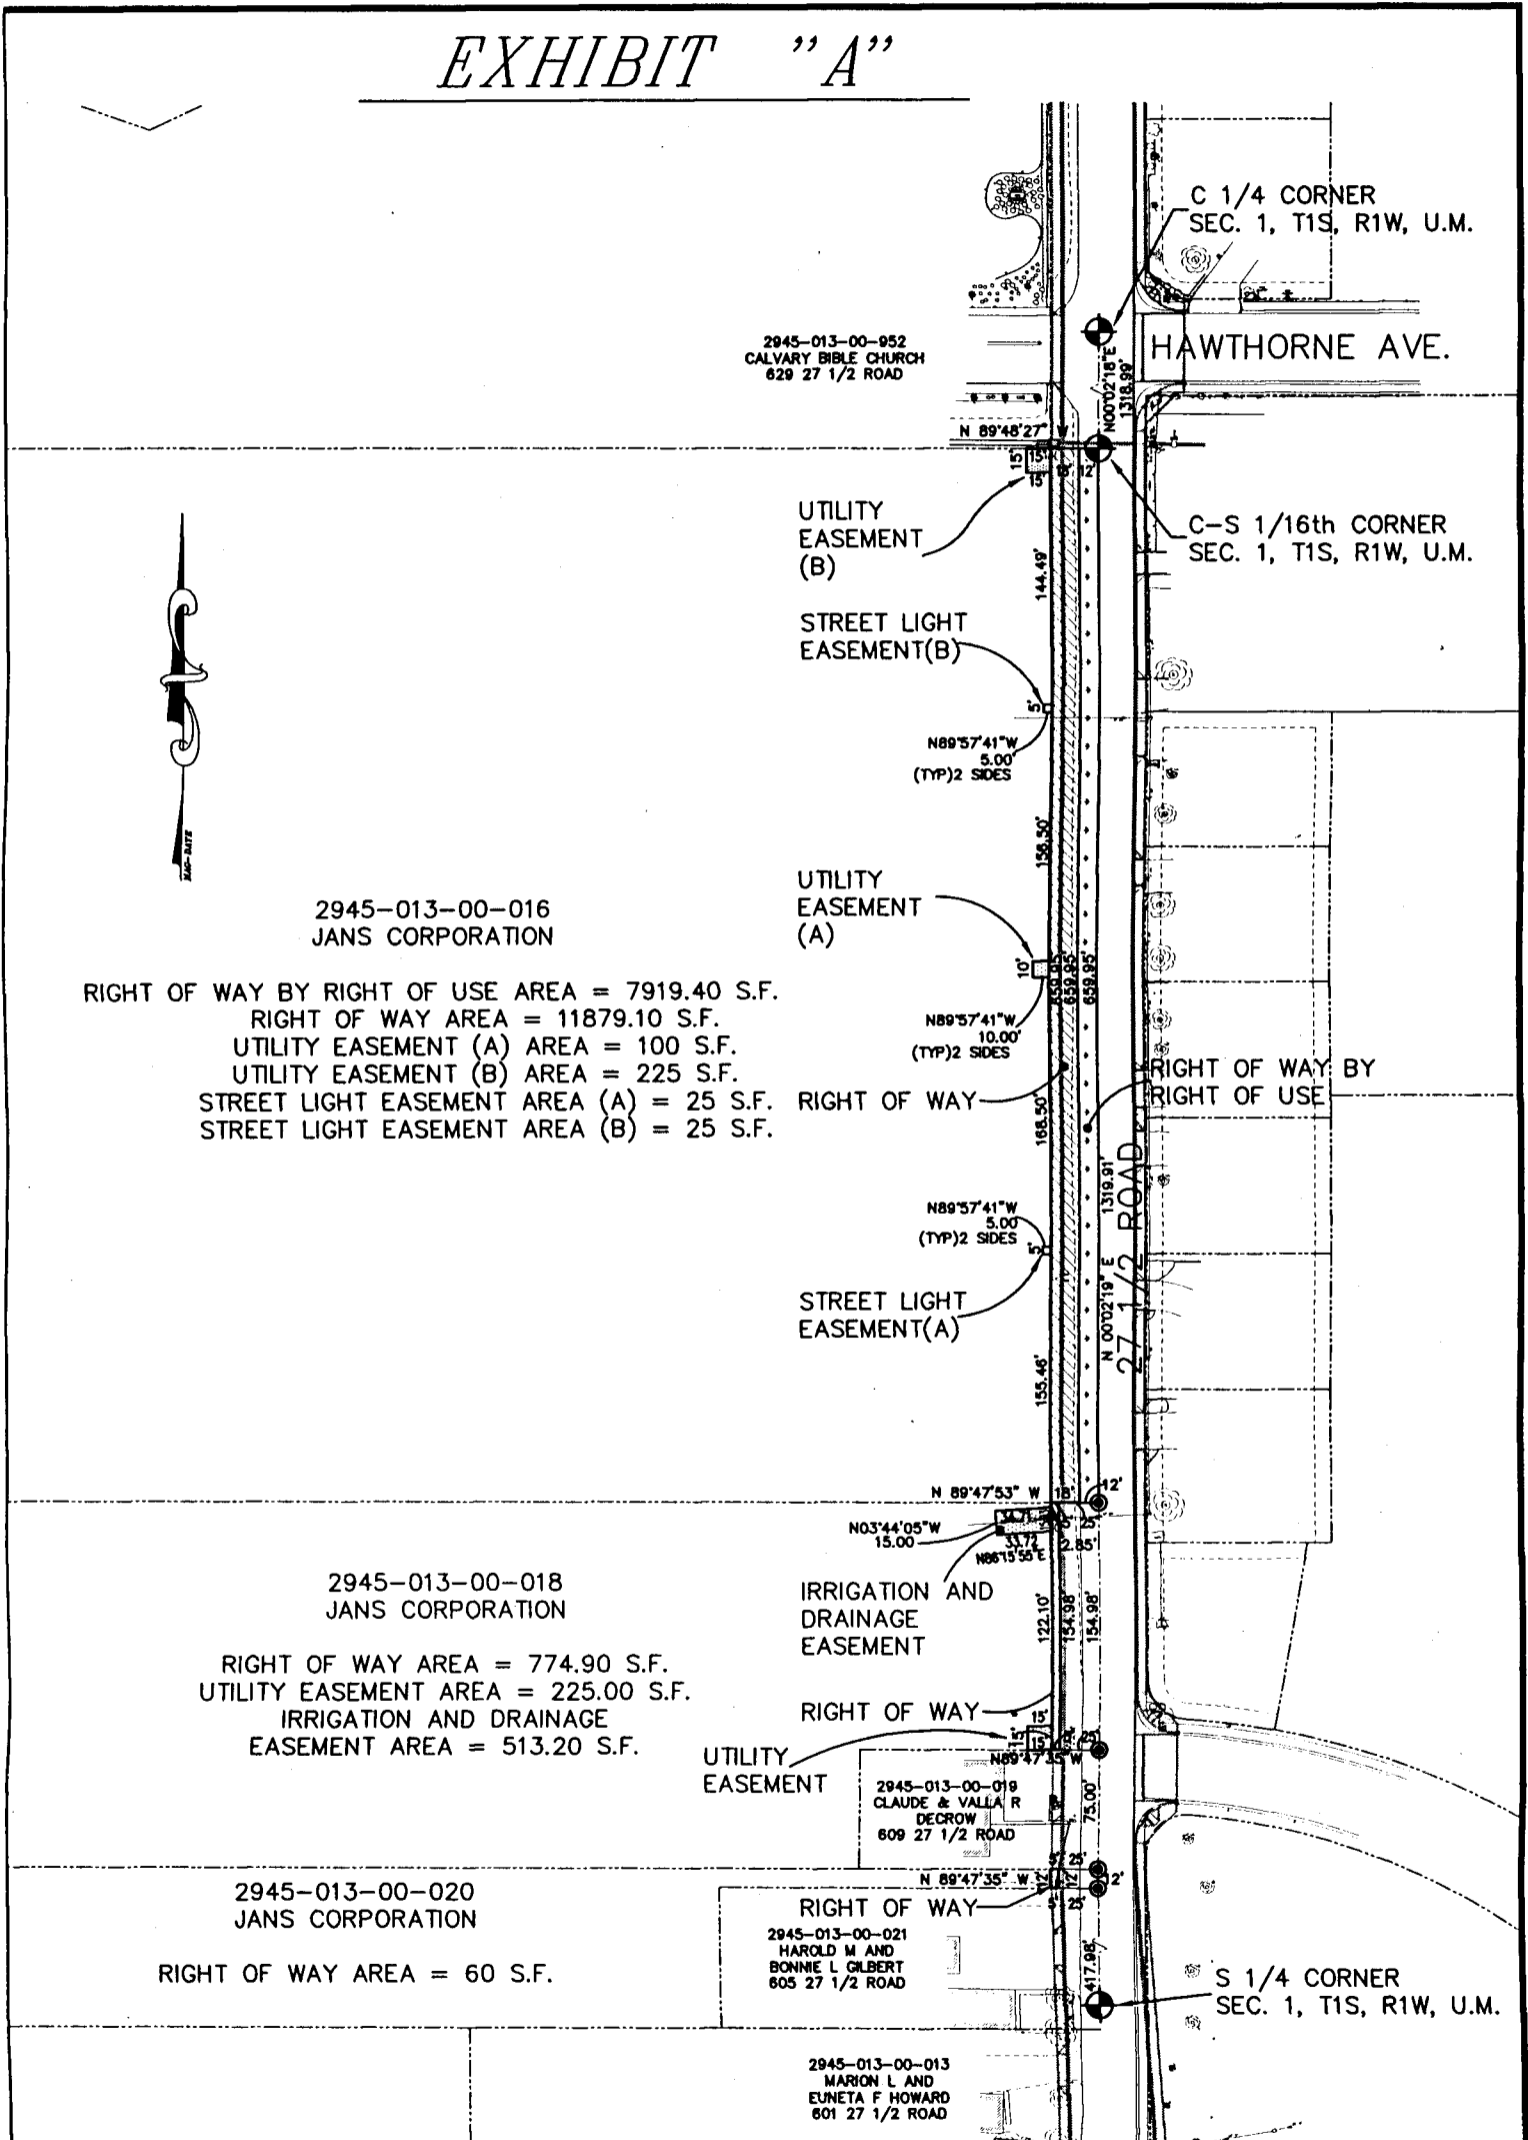 EXHIBIT "A"
C 1/4 CORNER
SEC. 1, T1S, R1W, U.M.
2945-013-00-952
CALVARY BIBLE CHURCH
629 27 1/2 ROAD
HAWTHORNE AVE.
N00°02'18"E
1318.99'
N 89°48'27" W
15'
15'
15'
12'
C-S 1/16th CORNER
SEC. 1, T1S, R1W, U.M.
UTILITY
EASEMENT
(B)
144.49'
STREET LIGHT
EASEMENT(B)
5'
N89°57'41"W
5.00'
(TYP)2 SIDES
156.50'
UTILITY
EASEMENT
(A)
10'
659.95'
659.95'
659.95'
N89°57'41"W
10.00'
(TYP)2 SIDES
MAG-DATE
2945-013-00-016
JANS CORPORATION
RIGHT OF WAY BY RIGHT OF USE AREA = 7919.40 S.F.
RIGHT OF WAY AREA = 11879.10 S.F.
UTILITY EASEMENT (A) AREA = 100 S.F.
UTILITY EASEMENT (B) AREA = 225 S.F.
STREET LIGHT EASEMENT AREA (A) = 25 S.F.
STREET LIGHT EASEMENT AREA (B) = 25 S.F.
RIGHT OF WAY
RIGHT OF WAY BY
RIGHT OF USE
168.50'
1319.91'
N 00°02'19" E
27 1/2 ROAD
N89°57'41"W
5.00'
(TYP)2 SIDES
5'
STREET LIGHT
EASEMENT(A)
155.46'
N 89°47'53" W
18'
12'
34.71'
N03°44'05"W
15.00
33.72
N86°15'55"E
2.85'
5'
25'
IRRIGATION AND
DRAINAGE
EASEMENT
122.10'
154.98'
154.98'
2945-013-00-018
JANS CORPORATION
RIGHT OF WAY AREA = 774.90 S.F.
UTILITY EASEMENT AREA = 225.00 S.F.
IRRIGATION AND DRAINAGE
EASEMENT AREA = 513.20 S.F.
RIGHT OF WAY
15'
15'
15'
25'
N89°47'35" W
UTILITY
EASEMENT
2945-013-00-019
CLAUDE & VALLA R
DECROW
609 27 1/2 ROAD
75.00'
5'
25'
N 89°47'35" W
12'
12'
12'
RIGHT OF WAY
5'
25'
2945-013-00-020
JANS CORPORATION
RIGHT OF WAY AREA = 60 S.F.
2945-013-00-021
HAROLD M AND
BONNIE L GILBERT
605 27 1/2 ROAD
417.98'
S 1/4 CORNER
SEC. 1, T1S, R1W, U.M.
2945-013-00-013
MARION L AND
EUNETA F HOWARD
601 27 1/2 ROAD